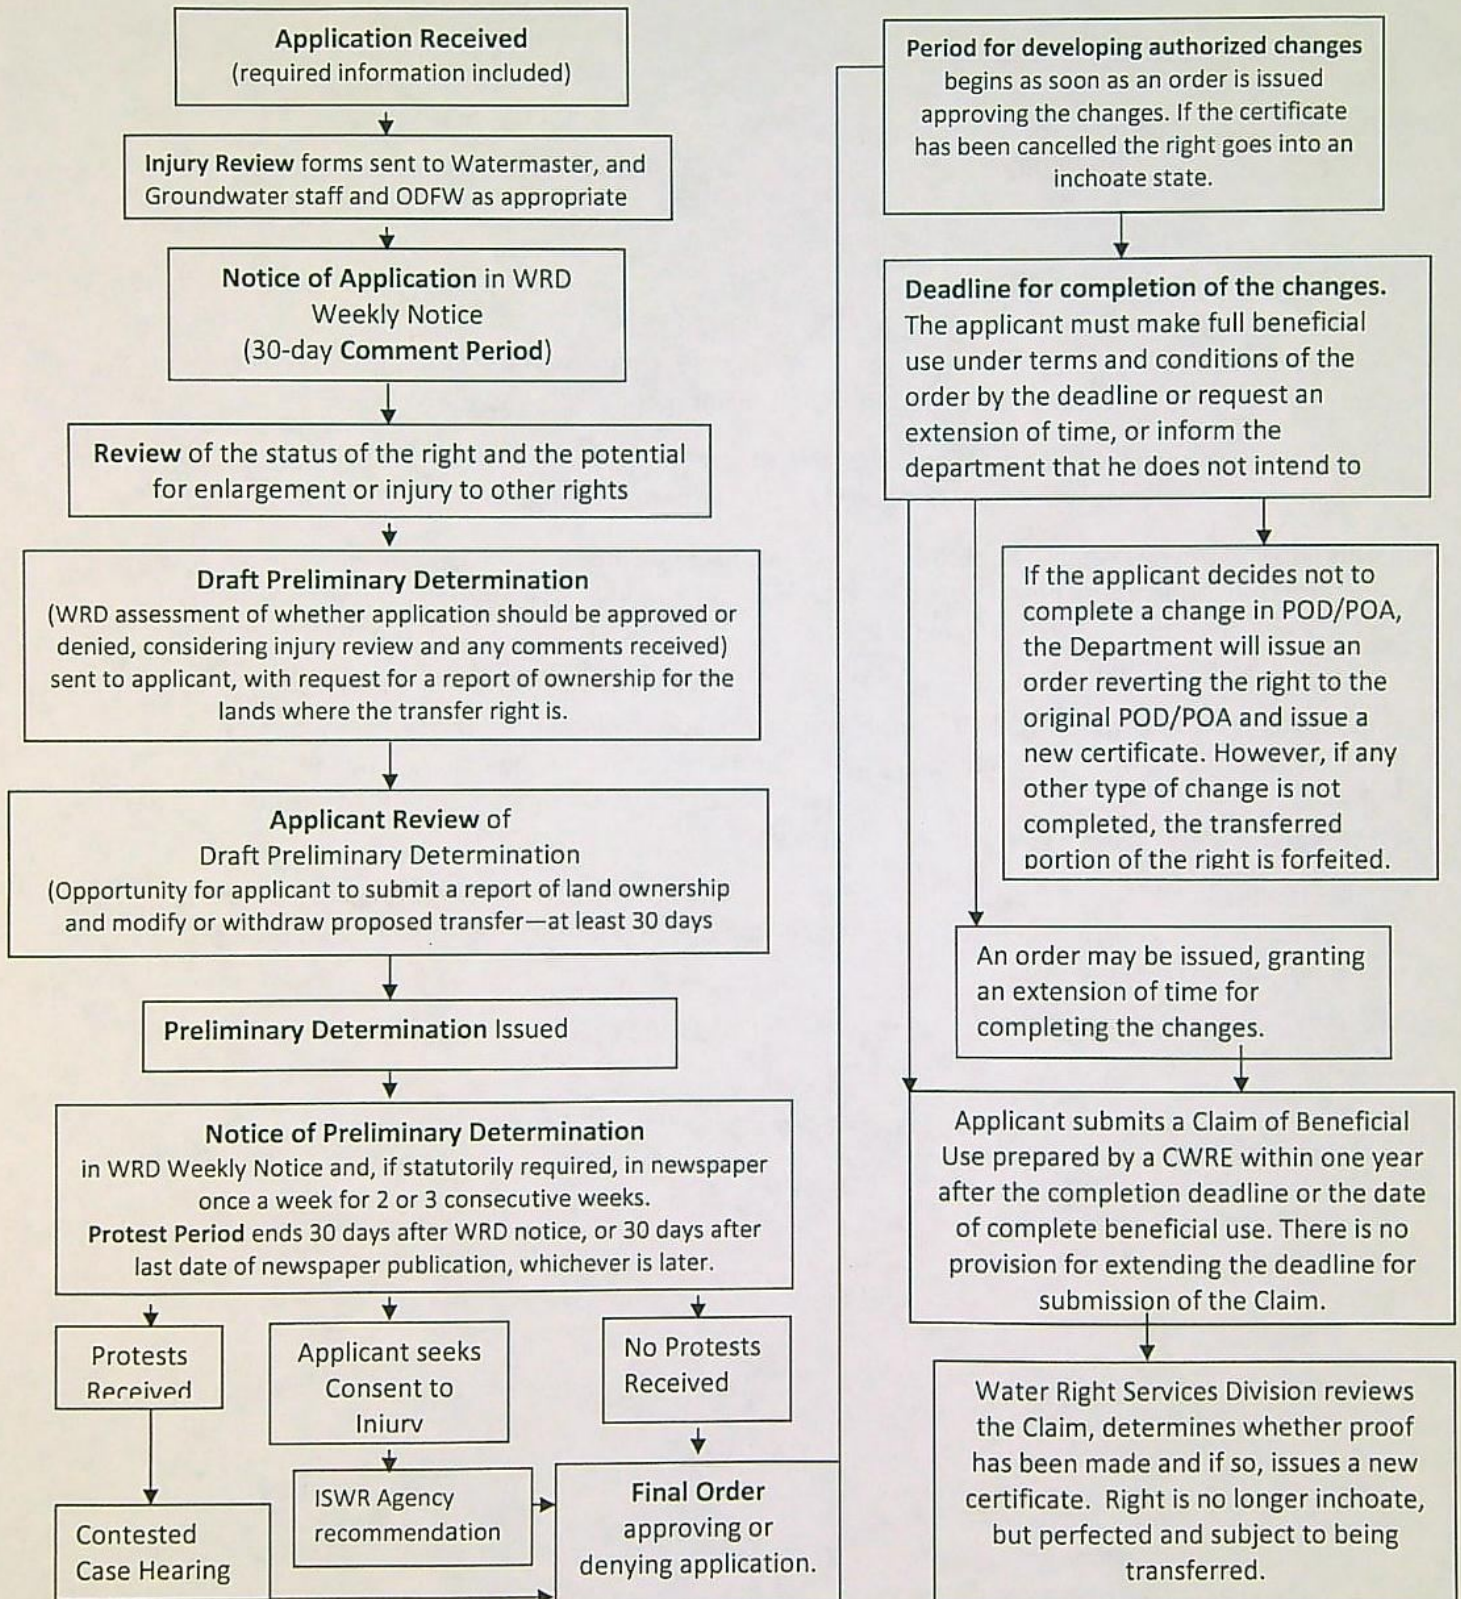 Application Received
(required information included)
Injury Review forms sent to Watermaster, and
Groundwater staff and ODFW as appropriate
Notice of Application in WRD
Weekly Notice
(30-day Comment Period)
Review of the status of the right and the potential
for enlargement or injury to other rights
Draft Preliminary Determination
(WRD assessment of whether application should be approved or
denied, considering injury review and any comments received)
sent to applicant, with request for a report of ownership for the
lands where the transfer right is.
Applicant Review of
Draft Preliminary Determination
(Opportunity for applicant to submit a report of land ownership
and modify or withdraw proposed transfer—at least 30 days
Preliminary Determination Issued
Notice of Preliminary Determination
in WRD Weekly Notice and, if statutorily required, in newspaper
once a week for 2 or 3 consecutive weeks.
Protest Period ends 30 days after WRD notice, or 30 days after
last date of newspaper publication, whichever is later.
Protests
Received
Applicant seeks
Consent to
Injury
No Protests
Received
Contested
Case Hearing
ISWR Agency
recommendation
Final Order
approving or
denying application.
Period for developing authorized changes
begins as soon as an order is issued
approving the changes. If the certificate
has been cancelled the right goes into an
inchoate state.
Deadline for completion of the changes.
The applicant must make full beneficial
use under terms and conditions of the
order by the deadline or request an
extension of time, or inform the
department that he does not intend to
If the applicant decides not to
complete a change in POD/POA,
the Department will issue an
order reverting the right to the
original POD/POA and issue a
new certificate. However, if any
other type of change is not
completed, the transferred
portion of the right is forfeited.
An order may be issued, granting
an extension of time for
completing the changes.
Applicant submits a Claim of Beneficial
Use prepared by a CWRE within one year
after the completion deadline or the date
of complete beneficial use. There is no
provision for extending the deadline for
submission of the Claim.
Water Right Services Division reviews
the Claim, determines whether proof
has been made and if so, issues a new
certificate. Right is no longer inchoate,
but perfected and subject to being
transferred.